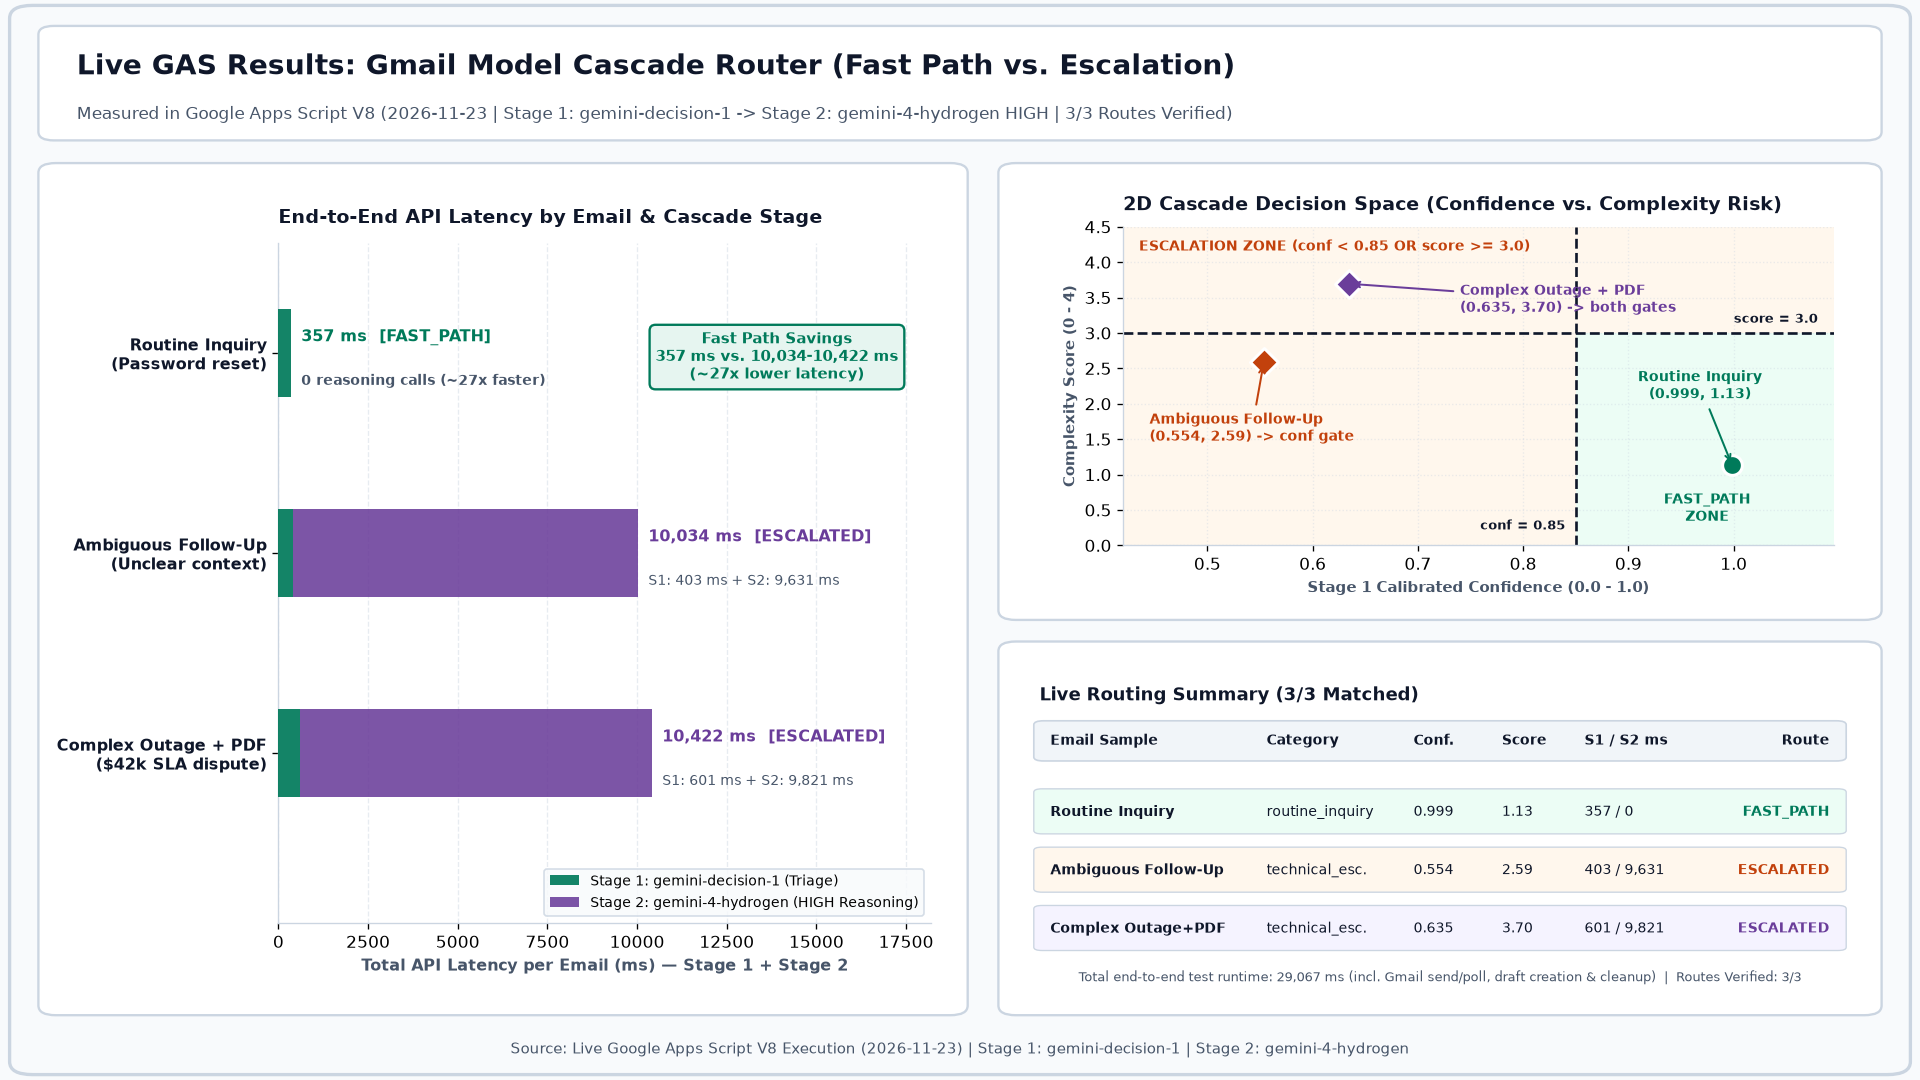 Live GAS Results: Gmail Model Cascade Router (Fast Path vs. Escalation)
Measured in Google Apps Script V8 (2026-11-23 | Stage 1: gemini-decision-1 -> Stage 2: gemini-4-hydrogen HIGH | 3/3 Routes Verified)
End-to-End API Latency by Email & Cascade Stage
Routine Inquiry
(Password reset)
357 ms [FAST_PATH]
0 reasoning calls (~27x faster)
Fast Path Savings
357 ms vs. 10,034-10,422 ms
(~27x lower latency)
Ambiguous Follow-Up
(Unclear context)
10,034 ms [ESCALATED]
S1: 403 ms + S2: 9,631 ms
Complex Outage + PDF
($42k SLA dispute)
10,422 ms [ESCALATED]
S1: 601 ms + S2: 9,821 ms
Stage 1: gemini-decision-1 (Triage)
Stage 2: gemini-4-hydrogen (HIGH Reasoning)
0 2500 5000 7500 10000 12500 15000 17500
Total API Latency per Email (ms) — Stage 1 + Stage 2
2D Cascade Decision Space (Confidence vs. Complexity Risk)
Complexity Score (0 - 4)
4.5
4.0
3.5
3.0
2.5
2.0
1.5
1.0
0.5
0.0
ESCALATION ZONE (conf < 0.85 OR score >= 3.0)
Complex Outage + PDF
(0.635, 3.70) -> both gates
score = 3.0
Ambiguous Follow-Up
(0.554, 2.59) -> conf gate
Routine Inquiry
(0.999, 1.13)
FAST_PATH
ZONE
conf = 0.85
0.5 0.6 0.7 0.8 0.9 1.0
Stage 1 Calibrated Confidence (0.0 - 1.0)
Live Routing Summary (3/3 Matched)
Email Sample Category Conf. Score S1 / S2 ms Route
Routine Inquiry routine_inquiry 0.999 1.13 357 / 0 FAST_PATH
Ambiguous Follow-Up technical_esc. 0.554 2.59 403 / 9,631 ESCALATED
Complex Outage+PDF technical_esc. 0.635 3.70 601 / 9,821 ESCALATED
Total end-to-end test runtime: 29,067 ms (incl. Gmail send/poll, draft creation & cleanup) | Routes Verified: 3/3
Source: Live Google Apps Script V8 Execution (2026-11-23) | Stage 1: gemini-decision-1 | Stage 2: gemini-4-hydrogen